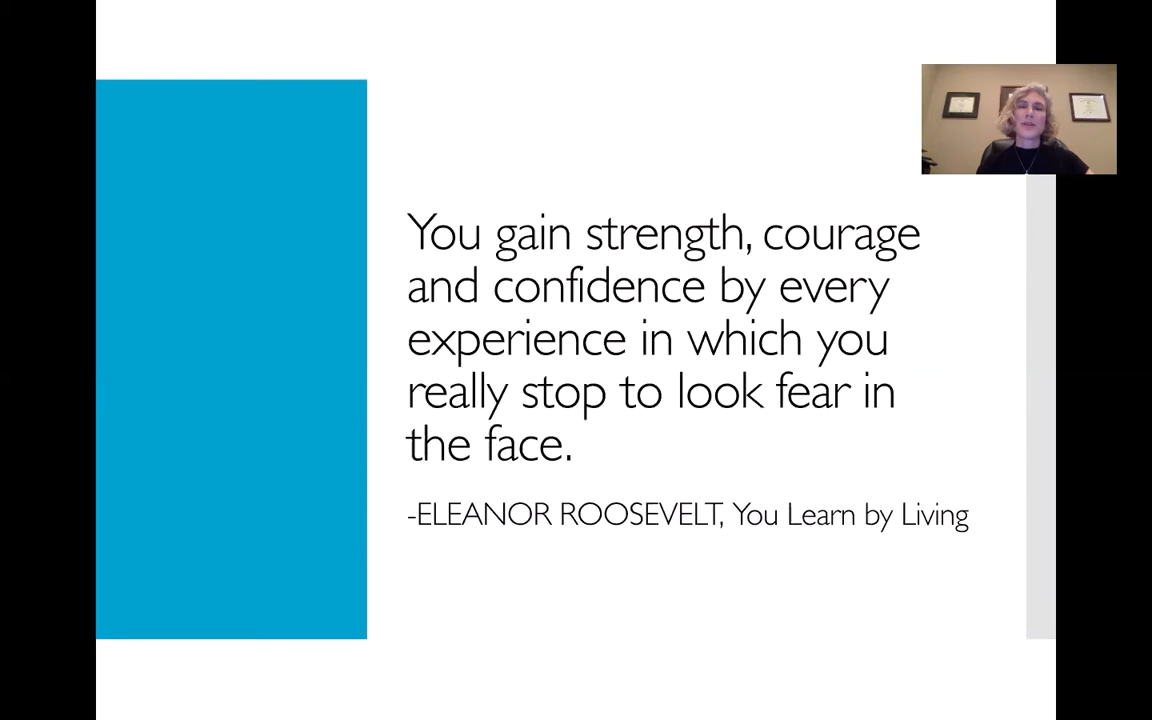 You gain strength, courage
and confidence by every
experience in which you
really stop to look fear in
the face.
-ELEANOR ROOSEVELT, You Learn by Living